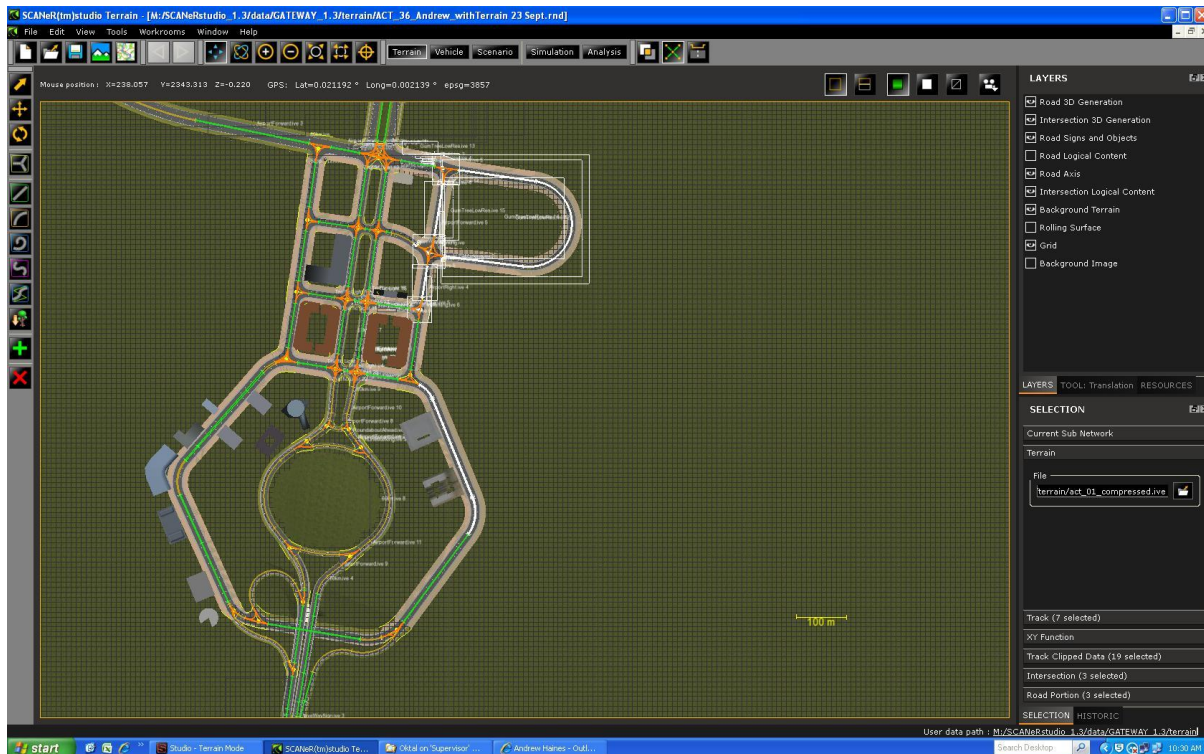 SCANeR(tm)studio Terrain - [M:/SCANeRstudio_1.3/data/GATEWAY_1.3/terrain/ACT_36_Andrew_withTerrain 23 Sept.rnd]
File Edit View Tools Workrooms Window Help
Terrain Vehicle Scenario Simulation Analysis
Mouse position : X=238.057 Y=2343.313 Z=-0.220 GPS: Lat=0.021192 ° Long=0.002139 ° epsg=3857
LAYERS
Road 3D Generation
Intersection 3D Generation
Road Signs and Objects
Road Logical Content
Road Axis
Intersection Logical Content
Background Terrain
Rolling Surface
Grid
Background Image
LAYERS TOOL: Translation RESOURCES
SELECTION
Current Sub Network
Terrain
File
terrain/act_01_compressed.ive
Track (7 selected)
XY Function
Track Clipped Data (19 selected)
Intersection (3 selected)
Road Portion (3 selected)
SELECTION HISTORIC
100 m
User data path : M:/SCANeRstudio_1.3/data/GATEWAY_1.3/terrain/
start Studio - Terrain Mode SCANeR(tm)studio Te... Oktal on 'Supervisor' ... Andrew Haines - Outl... Search Desktop 10:30 AM